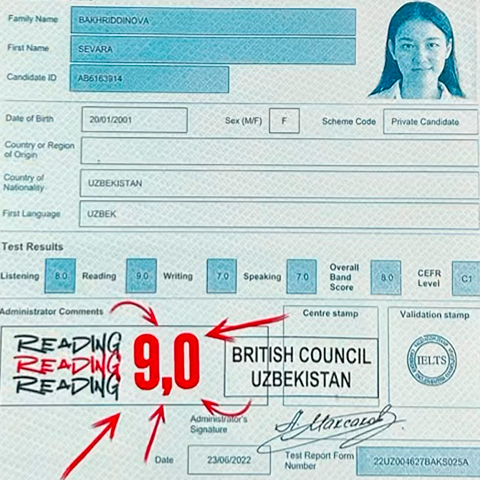 Family Name BAKHRIDDINOVA
First Name SEVARA
Candidate ID AB6163914
Date of Birth 20/01/2001 Sex (M/F) F Scheme Code Private Candidate
Country or Region
of Origin
Country of
Nationality UZBEKISTAN
First Language UZBEK
Test Results
Listening 8.0 Reading 9.0 Writing 7.0 Speaking 7.0 Overall Band Score 8.0 CEFR Level C1
Administrator Comments Centre stamp Validation stamp
READING
READING
READING
9,0
BRITISH COUNCIL
UZBEKISTAN
IELTS
Administrator's
Signature
Date 23/06/2022 Test Report Form
Number 22UZ004627BAKS025A